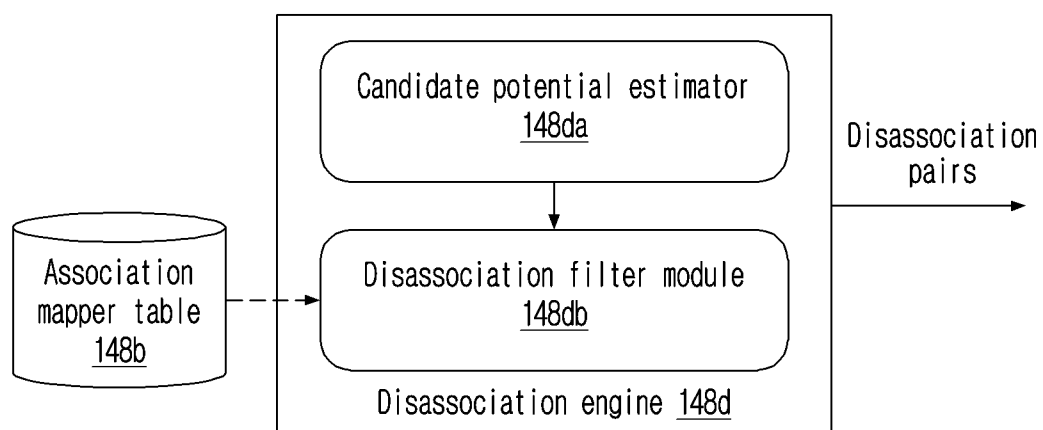 Candidate potential estimator
148da
Disassociation
pairs
Association
mapper table
148b
Disassociation filter module
148db
Disassociation engine 148d